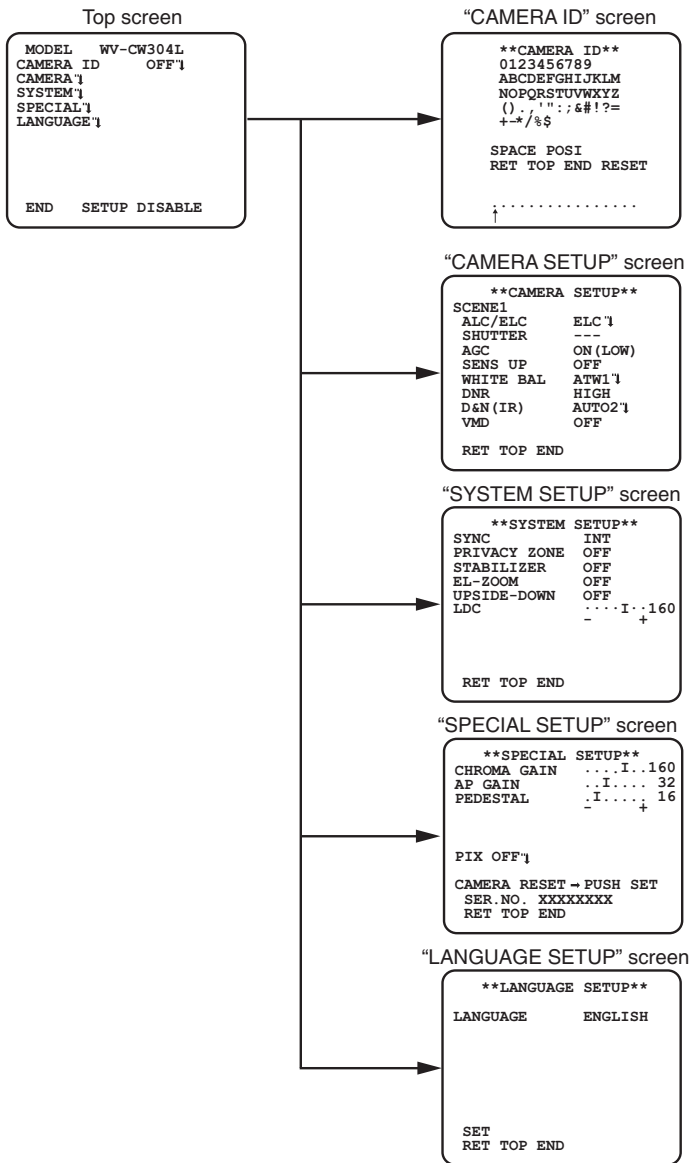 Top screen
MODEL WV-CW304L
CAMERA ID OFF
CAMERA
SYSTEM
SPECIAL
LANGUAGE
END SETUP DISABLE
“CAMERA ID” screen
**CAMERA ID**
0123456789
ABCDEFGHIJKLM
NOPQRSTUVWXYZ
().,'":;&#!?=
+-*/%$
SPACE POSI
RET TOP END RESET
................
↑
“CAMERA SETUP” screen
**CAMERA SETUP**
SCENE1
ALC/ELC ELC
SHUTTER ---
AGC ON(LOW)
SENS UP OFF
WHITE BAL ATW1
DNR HIGH
D&N(IR) AUTO2
VMD OFF
RET TOP END
“SYSTEM SETUP” screen
**SYSTEM SETUP**
SYNC INT
PRIVACY ZONE OFF
STABILIZER OFF
EL-ZOOM OFF
UPSIDE-DOWN OFF
LDC ····I··160
- +
RET TOP END
“SPECIAL SETUP” screen
**SPECIAL SETUP**
CHROMA GAIN ....I..160
AP GAIN ..I.... 32
PEDESTAL .I..... 16
- +
PIX OFF
CAMERA RESET→PUSH SET
SER.NO. XXXXXXXX
RET TOP END
“LANGUAGE SETUP” screen
**LANGUAGE SETUP**
LANGUAGE ENGLISH
SET
RET TOP END